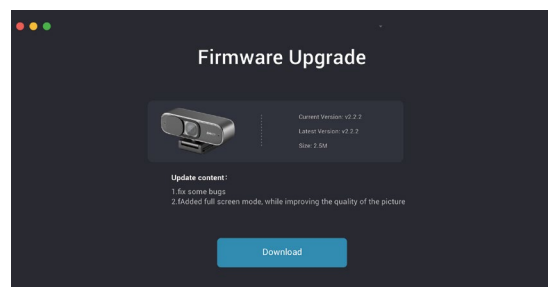 Firmware Upgrade
Current Version: v2.2.2
Latest Version: v2.2.2
Size: 2.5M
Update content:
1.fix some bugs
2.fAdded full screen mode, while improving the quality of the picture
Download